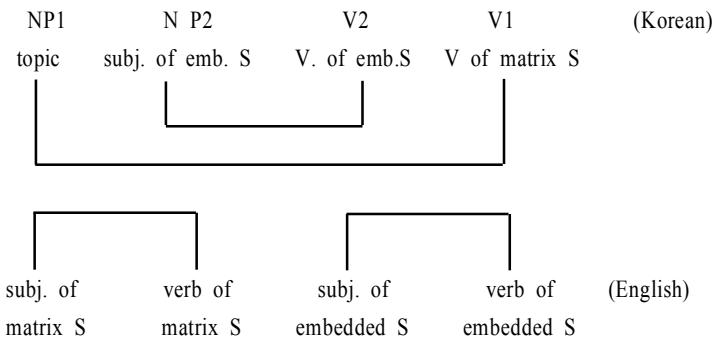 NP1 N P2 V2 V1 (Korean)
topic subj. of emb. S V. of emb.S V of matrix S
subj. of verb of subj. of verb of (English)
matrix S matrix S embedded S embedded S